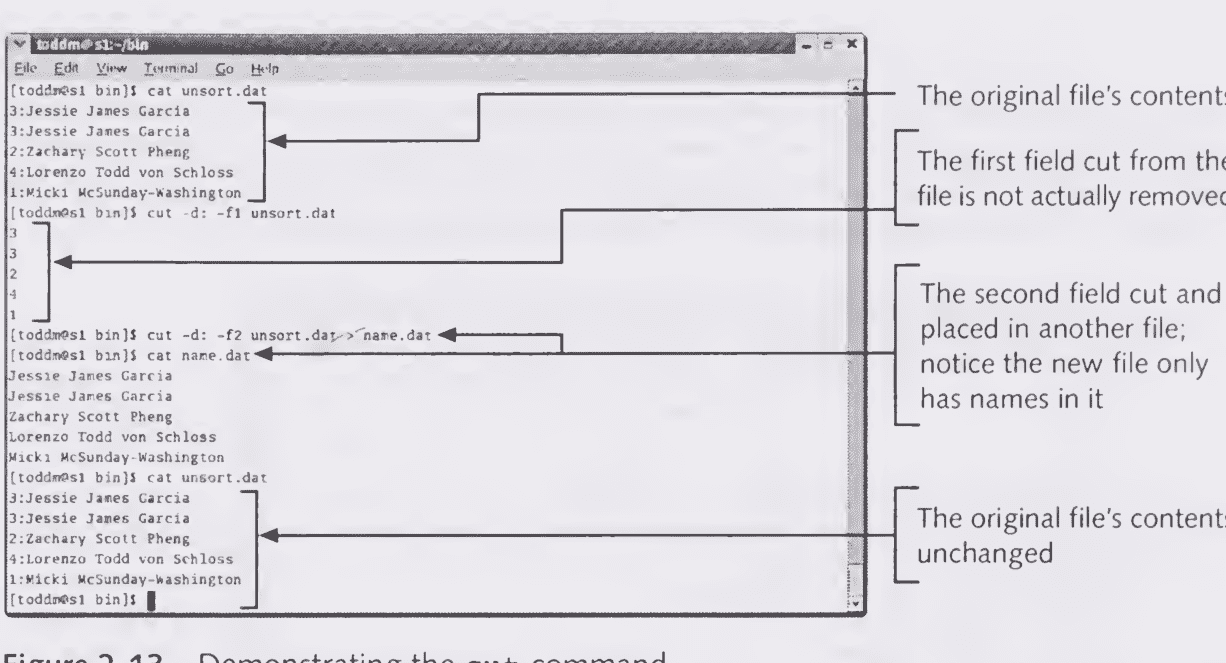 toddm@s1:~/bin
File Edit View Terminal Go Help
[toddm@s1 bin]$ cat unsort.dat
3:Jessie James Garcia
3:Jessie James Garcia
2:Zachary Scott Pheng
4:Lorenzo Todd von Schloss
1:Micki McSunday-Washington
[toddm@s1 bin]$ cut -d: -f1 unsort.dat
3
3
2
4
1
[toddm@s1 bin]$ cut -d: -f2 unsort.dat > name.dat
[toddm@s1 bin]$ cat name.dat
Jessie James Garcia
Jessie James Garcia
Zachary Scott Pheng
Lorenzo Todd von Schloss
Micki McSunday-Washington
[toddm@s1 bin]$ cat unsort.dat
3:Jessie James Garcia
3:Jessie James Garcia
2:Zachary Scott Pheng
4:Lorenzo Todd von Schloss
1:Micki McSunday-Washington
[toddm@s1 bin]$
The original file's contents
The first field cut from the
file is not actually removed
The second field cut and
placed in another file;
notice the new file only
has names in it
The original file's contents
unchanged
Figure 2-13 Demonstrating the cut command